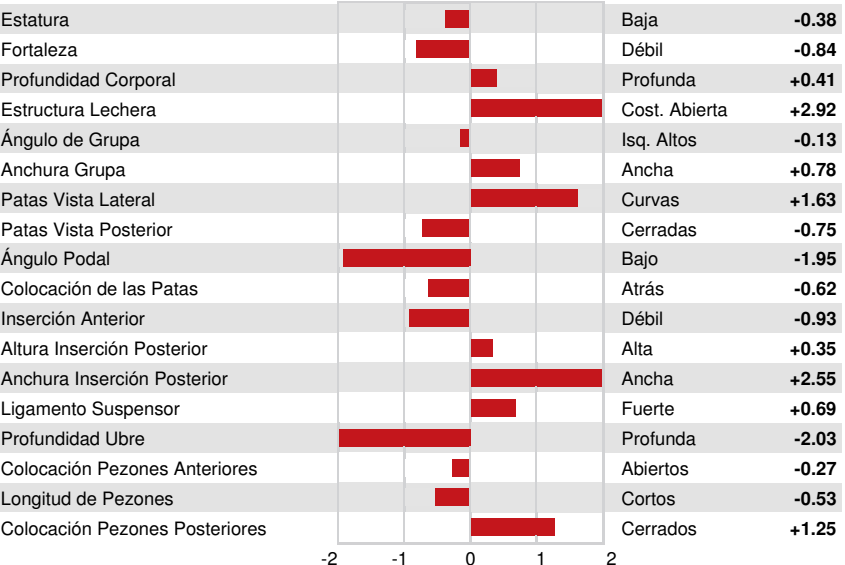 Estatura Baja -0.38
Fortaleza Débil -0.84
Profundidad Corporal Profunda +0.41
Estructura Lechera Cost. Abierta +2.92
Ángulo de Grupa Isq. Altos -0.13
Anchura Grupa Ancha +0.78
Patas Vista Lateral Curvas +1.63
Patas Vista Posterior Cerradas -0.75
Ángulo Podal Bajo -1.95
Colocación de las Patas Atrás -0.62
Inserción Anterior Débil -0.93
Altura Inserción Posterior Alta +0.35
Anchura Inserción Posterior Ancha +2.55
Ligamento Suspensor Fuerte +0.69
Profundidad Ubre Profunda -2.03
Colocación Pezones Anteriores Abiertos -0.27
Longitud de Pezones Cortos -0.53
Colocación Pezones Posteriores Cerrados +1.25
-2 -1 0 1 2